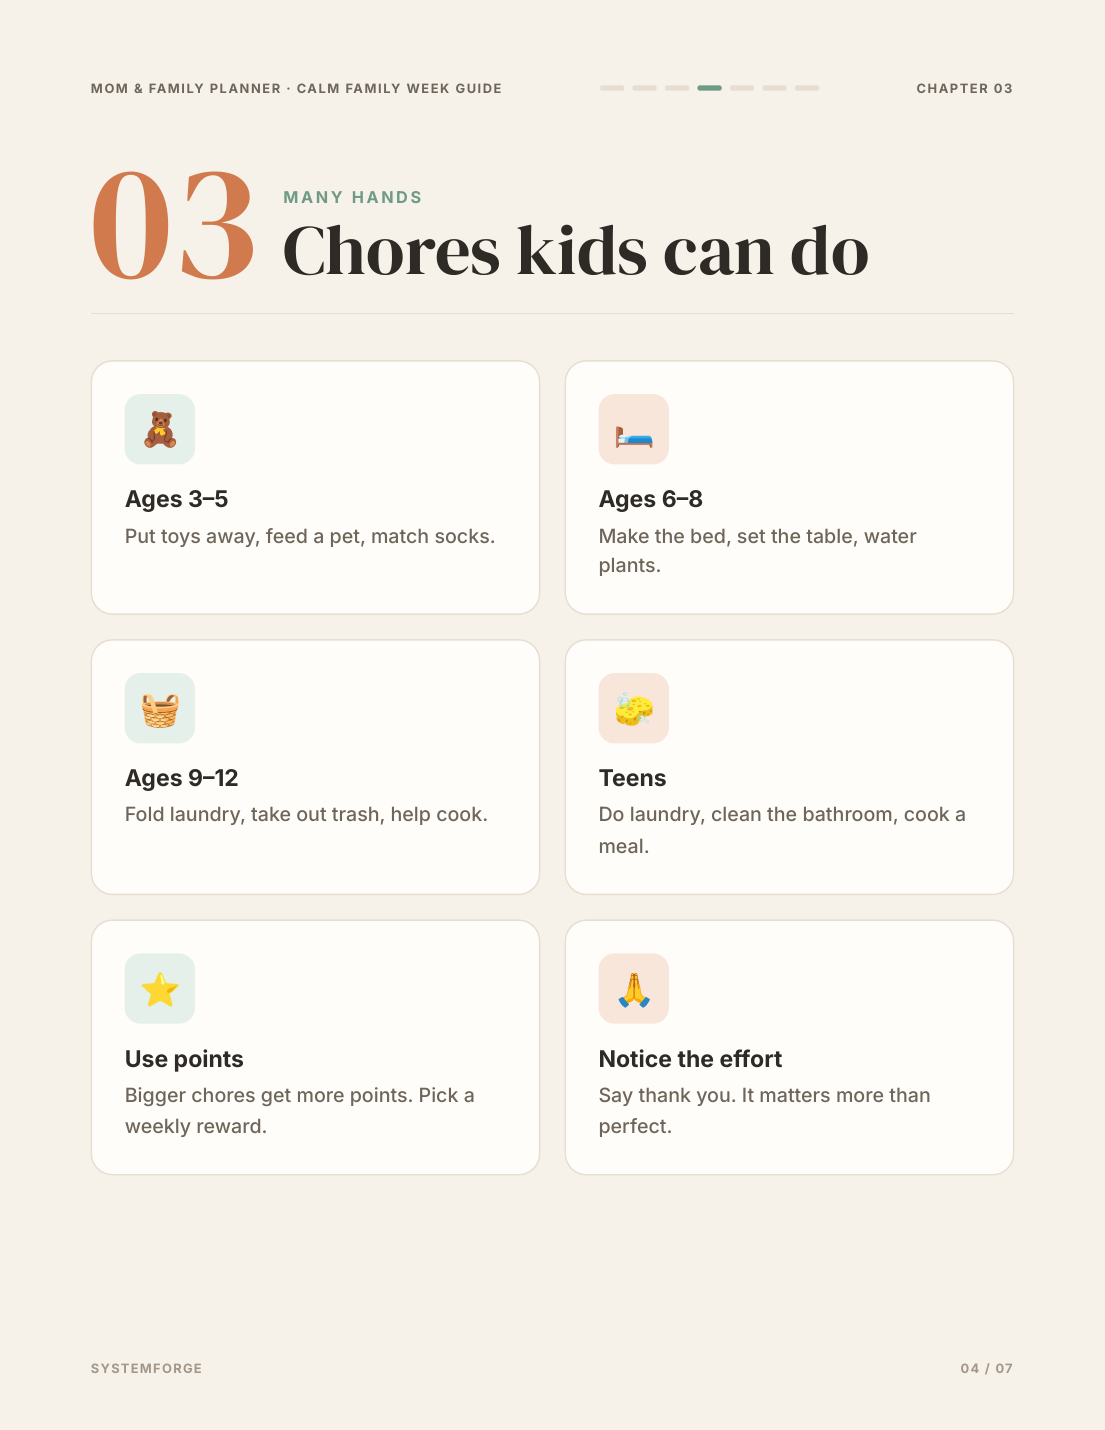 MOM & FAMILY PLANNER · CALM FAMILY WEEK GUIDE
CHAPTER 03
03
MANY HANDS
Chores kids can do
Ages 3–5
Put toys away, feed a pet, match socks.
Ages 6–8
Make the bed, set the table, water
plants.
Ages 9–12
Fold laundry, take out trash, help cook.
Teens
Do laundry, clean the bathroom, cook a
meal.
Use points
Bigger chores get more points. Pick a
weekly reward.
Notice the effort
Say thank you. It matters more than
perfect.
SYSTEMFORGE
04 / 07